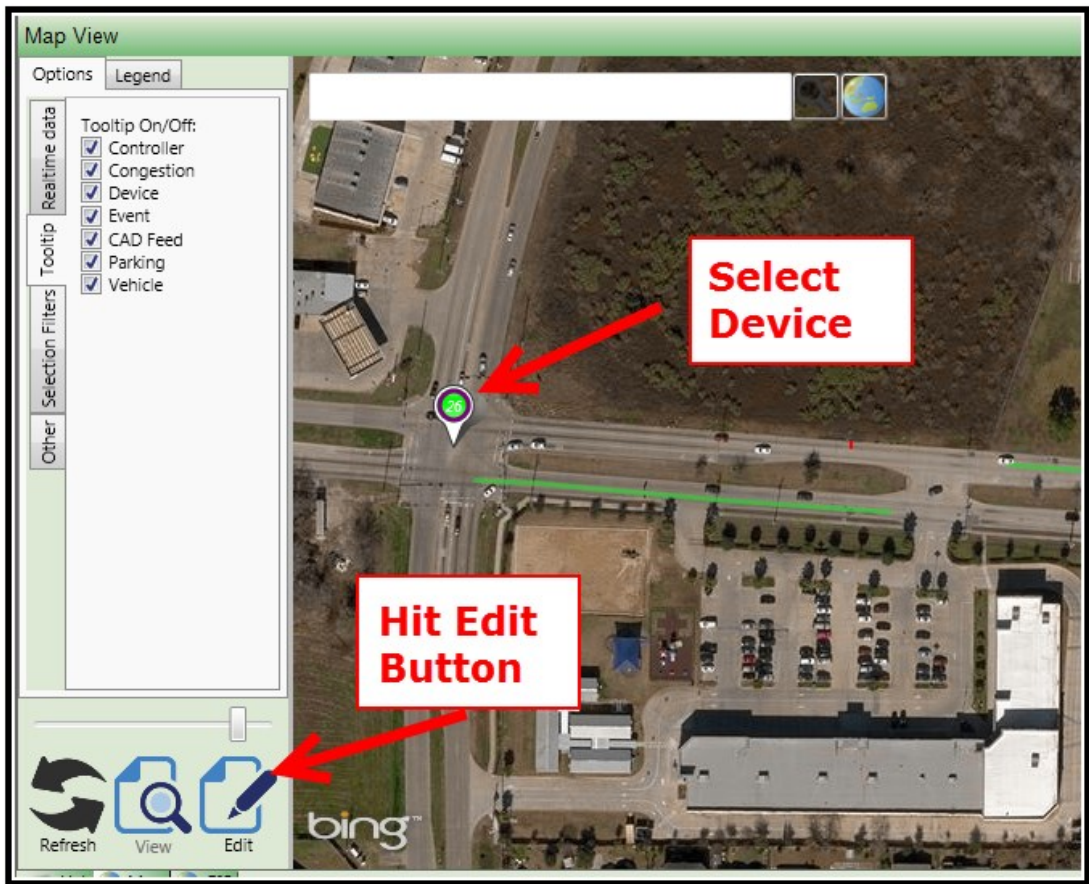 Map View
Options
Legend
Realtime data
Tooltip
Selection Filters
Other
Tooltip On/Off:
Controller
Congestion
Device
Event
CAD Feed
Parking
Vehicle
Select
Device
26
Hit Edit
Button
Refresh
View
Edit
bing™